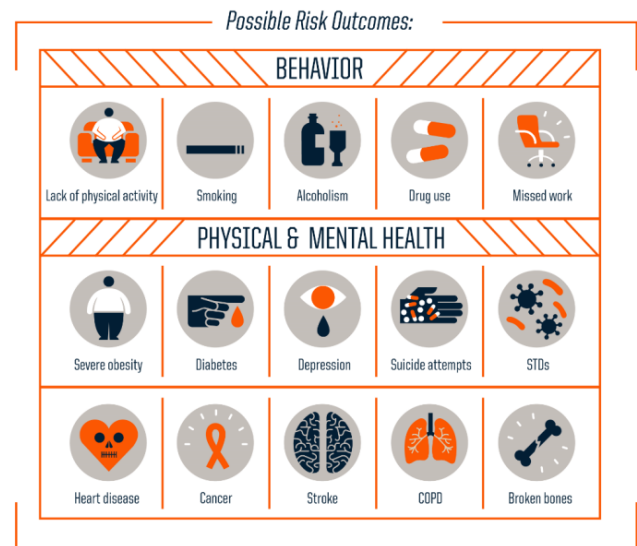 Possible Risk Outcomes:
BEHAVIOR
Lack of physical activity
Smoking
Alcoholism
Drug use
Missed work
PHYSICAL & MENTAL HEALTH
Severe obesity
Diabetes
Depression
Suicide attempts
STDs
Heart disease
Cancer
Stroke
COPD
Broken bones